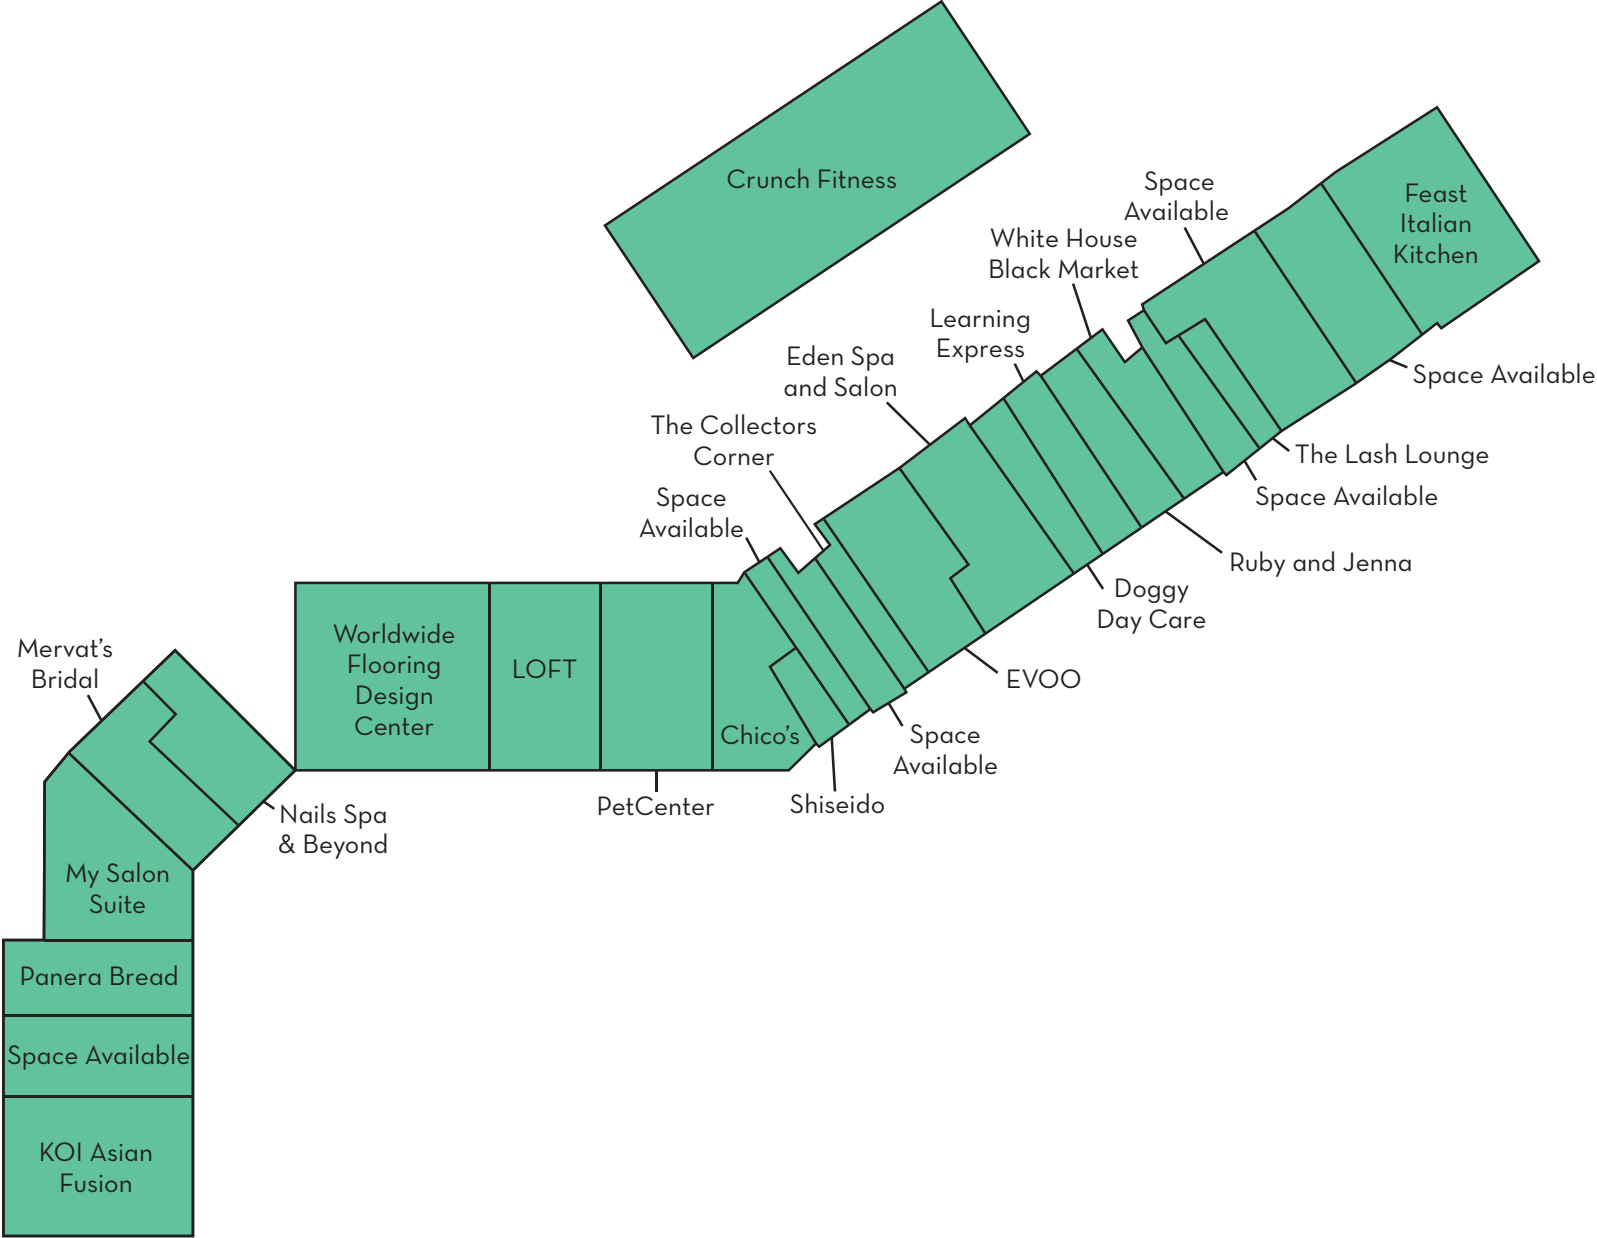 Crunch Fitness
Space
Available
Feast
Italian
Kitchen
White House
Black Market
Learning
Express
Eden Spa
and Salon
Space Available
The Collectors
Corner
The Lash Lounge
Space
Available
Space Available
Ruby and Jenna
Doggy
Day Care
Worldwide
Flooring
Design
Center
LOFT
Mervat's
Bridal
EVOO
Chico's
Space
Available
PetCenter
Shiseido
Nails Spa
& Beyond
My Salon
Suite
Panera Bread
Space Available
KOI Asian
Fusion